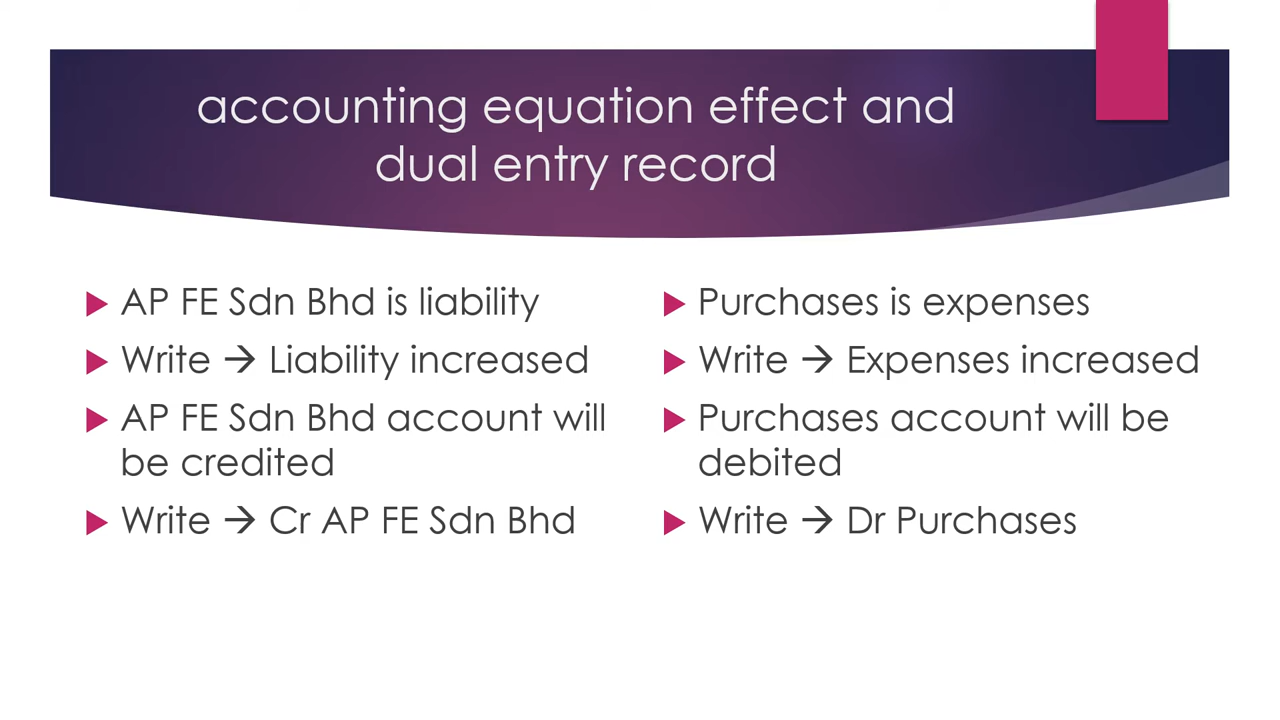 accounting equation effect and
dual entry record
AP FE Sdn Bhd is liability
Write → Liability increased
AP FE Sdn Bhd account will
be credited
Write → Cr AP FE Sdn Bhd
Purchases is expenses
Write → Expenses increased
Purchases account will be
debited
Write → Dr Purchases